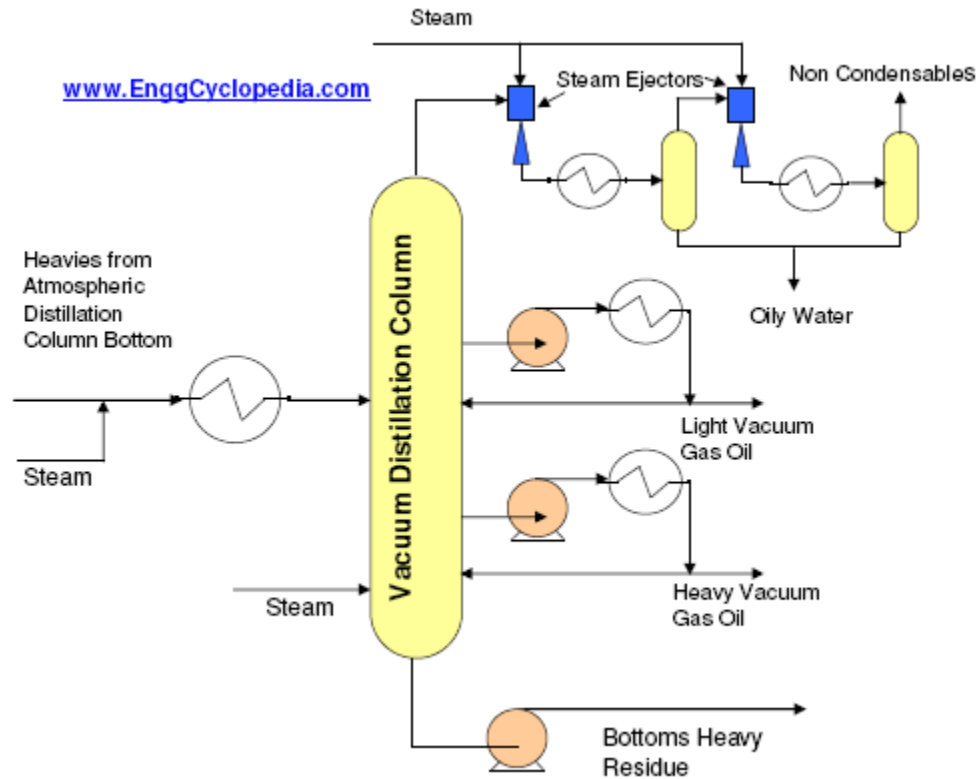 Steam
www.EnggCyclopedia.com
Steam Ejectors
Non Condensables
Heavies from
Atmospheric
Distillation
Column Bottom
Oily Water
Vacuum Distillation Column
Light Vacuum
Gas Oil
Steam
Heavy Vacuum
Gas Oil
Steam
Bottoms Heavy
Residue